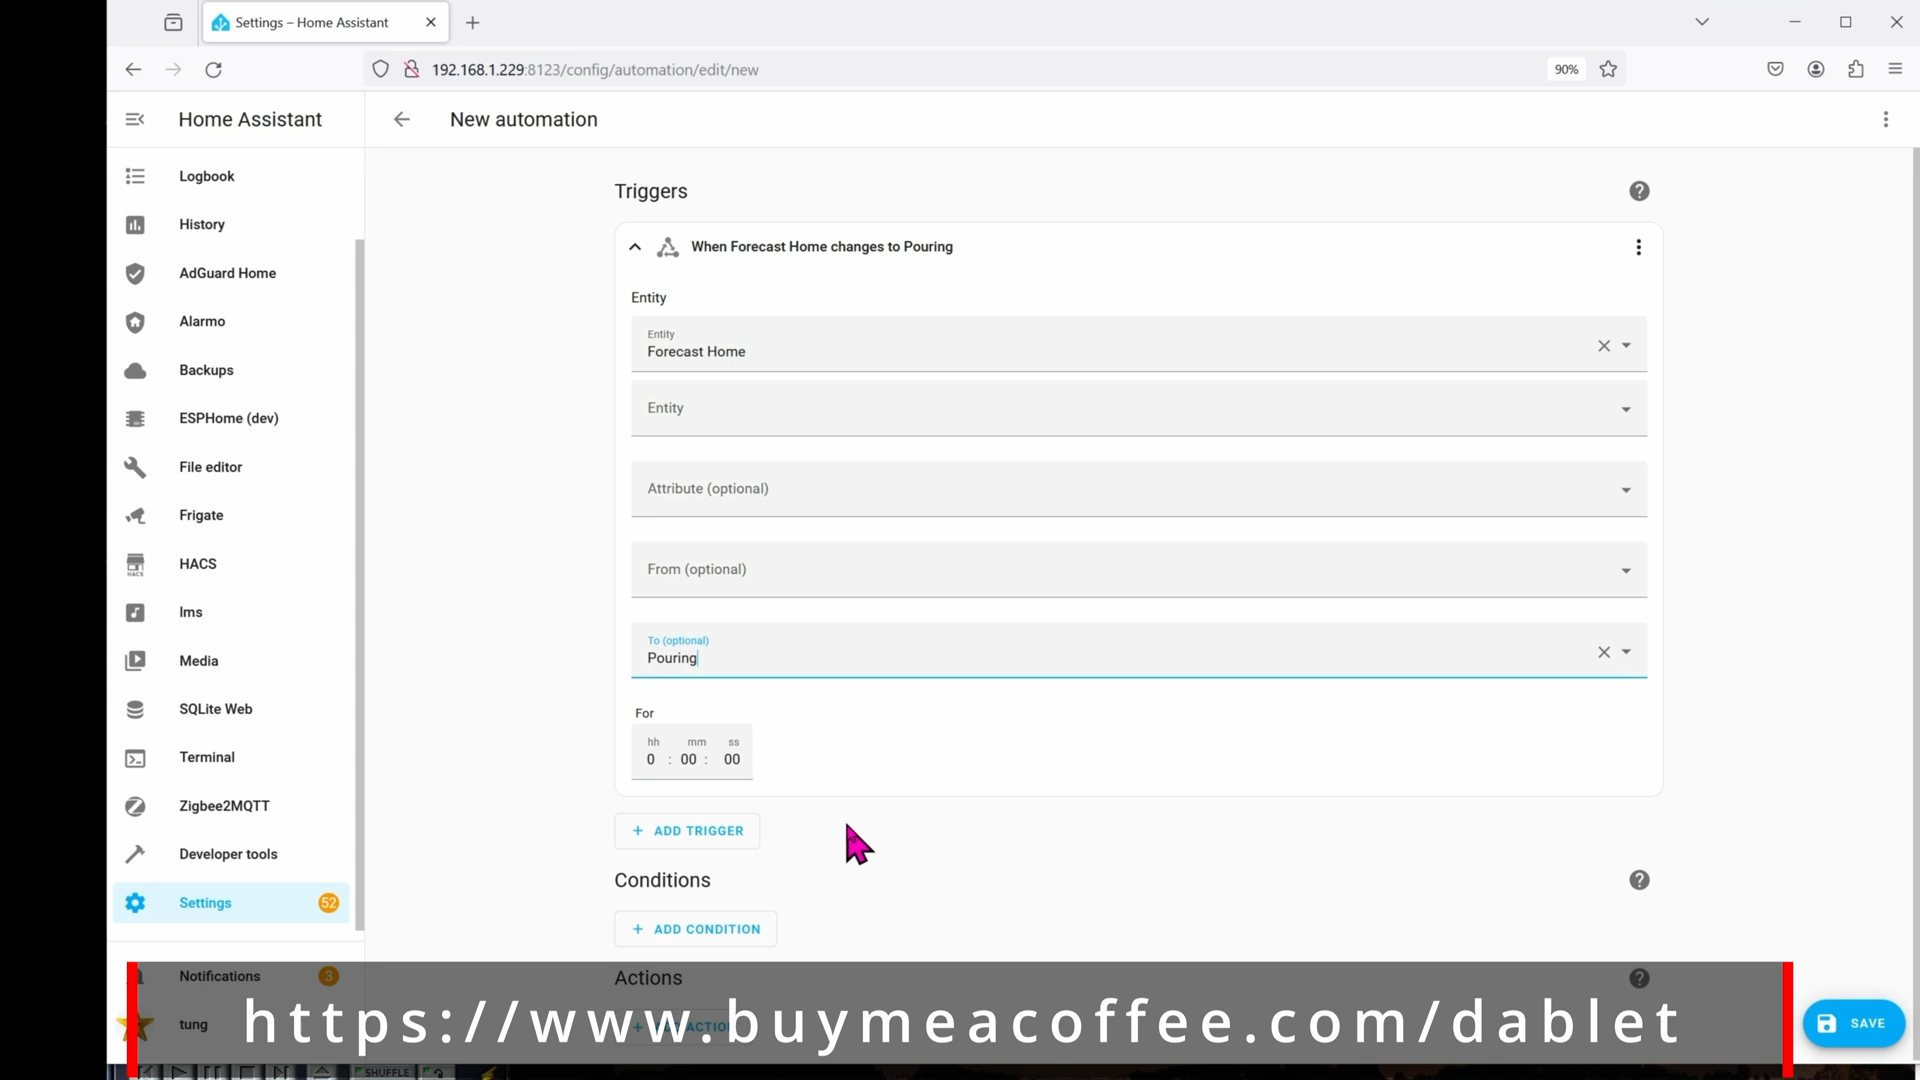 Settings – Home Assistant
192.168.1.229:8123/config/automation/edit/new
90%
Home Assistant
New automation
Logbook
History
AdGuard Home
Alarmo
Backups
ESPHome (dev)
File editor
Frigate
HACS
HACS
lms
Media
SQLite Web
Terminal
Zigbee2MQTT
Developer tools
Settings
52
Notifications
3
tung
Triggers
When Forecast Home changes to Pouring
Entity
Entity
Forecast Home
Entity
Attribute (optional)
From (optional)
To (optional)
Pouring
For
hh mm ss
0 : 00 : 00
+ ADD TRIGGER
Conditions
+ ADD CONDITION
Actions
+ ADD ACTION
https://www.buymeacoffee.com/dablet
SAVE
SHUFFLE